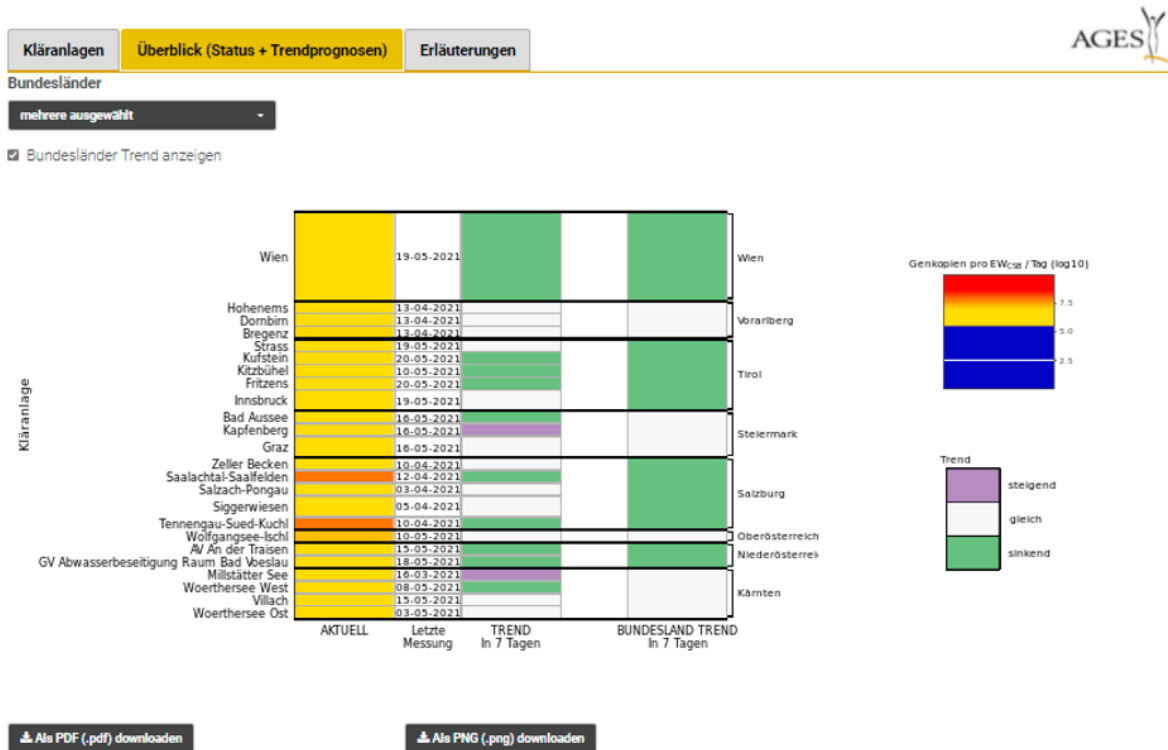 Kläranlagen
Überblick (Status + Trendprognosen)
Erläuterungen
AGES
Bundesländer
mehrere ausgewählt
Bundesländer Trend anzeigen
Kläranlage
Wien 19-05-2021 Wien
Hohenems 13-04-2021
Dornbirn 13-04-2021 Vorarlberg
Bregenz 13-04-2021
Strass 19-05-2021
Kufstein 20-05-2021
Kitzbühel 10-05-2021 Tirol
Fritzens 20-05-2021
Innsbruck 19-05-2021
Bad Aussee 16-05-2021
Kapfenberg 16-05-2021 Steiermark
Graz 16-05-2021
Zeller Becken 10-04-2021
Saalachtal-Saalfelden 12-04-2021
Salzach-Pongau 03-04-2021 Salzburg
Siggerwiesen 05-04-2021
Tennengau-Sued-Kuchl 10-04-2021
Wolfgangsee-Ischl 10-05-2021 Oberösterreich
AV An der Traisen 15-05-2021 Niederösterrei
GV Abwasserbeseitigung Raum Bad Voeslau 18-05-2021
Millstätter See 16-03-2021
Woerthersee West 08-05-2021 Kärnten
Villach 15-05-2021
Woerthersee Ost 03-05-2021
AKTUELL Letzte TREND BUNDESLAND TREND
Messung In 7 Tagen In 7 Tagen
Genkopien pro EWCSB / Tag (log10)
7.5
5.0
2.5
Trend
steigend
gleich
sinkend
Als PDF (.pdf) downloaden
Als PNG (.png) downloaden